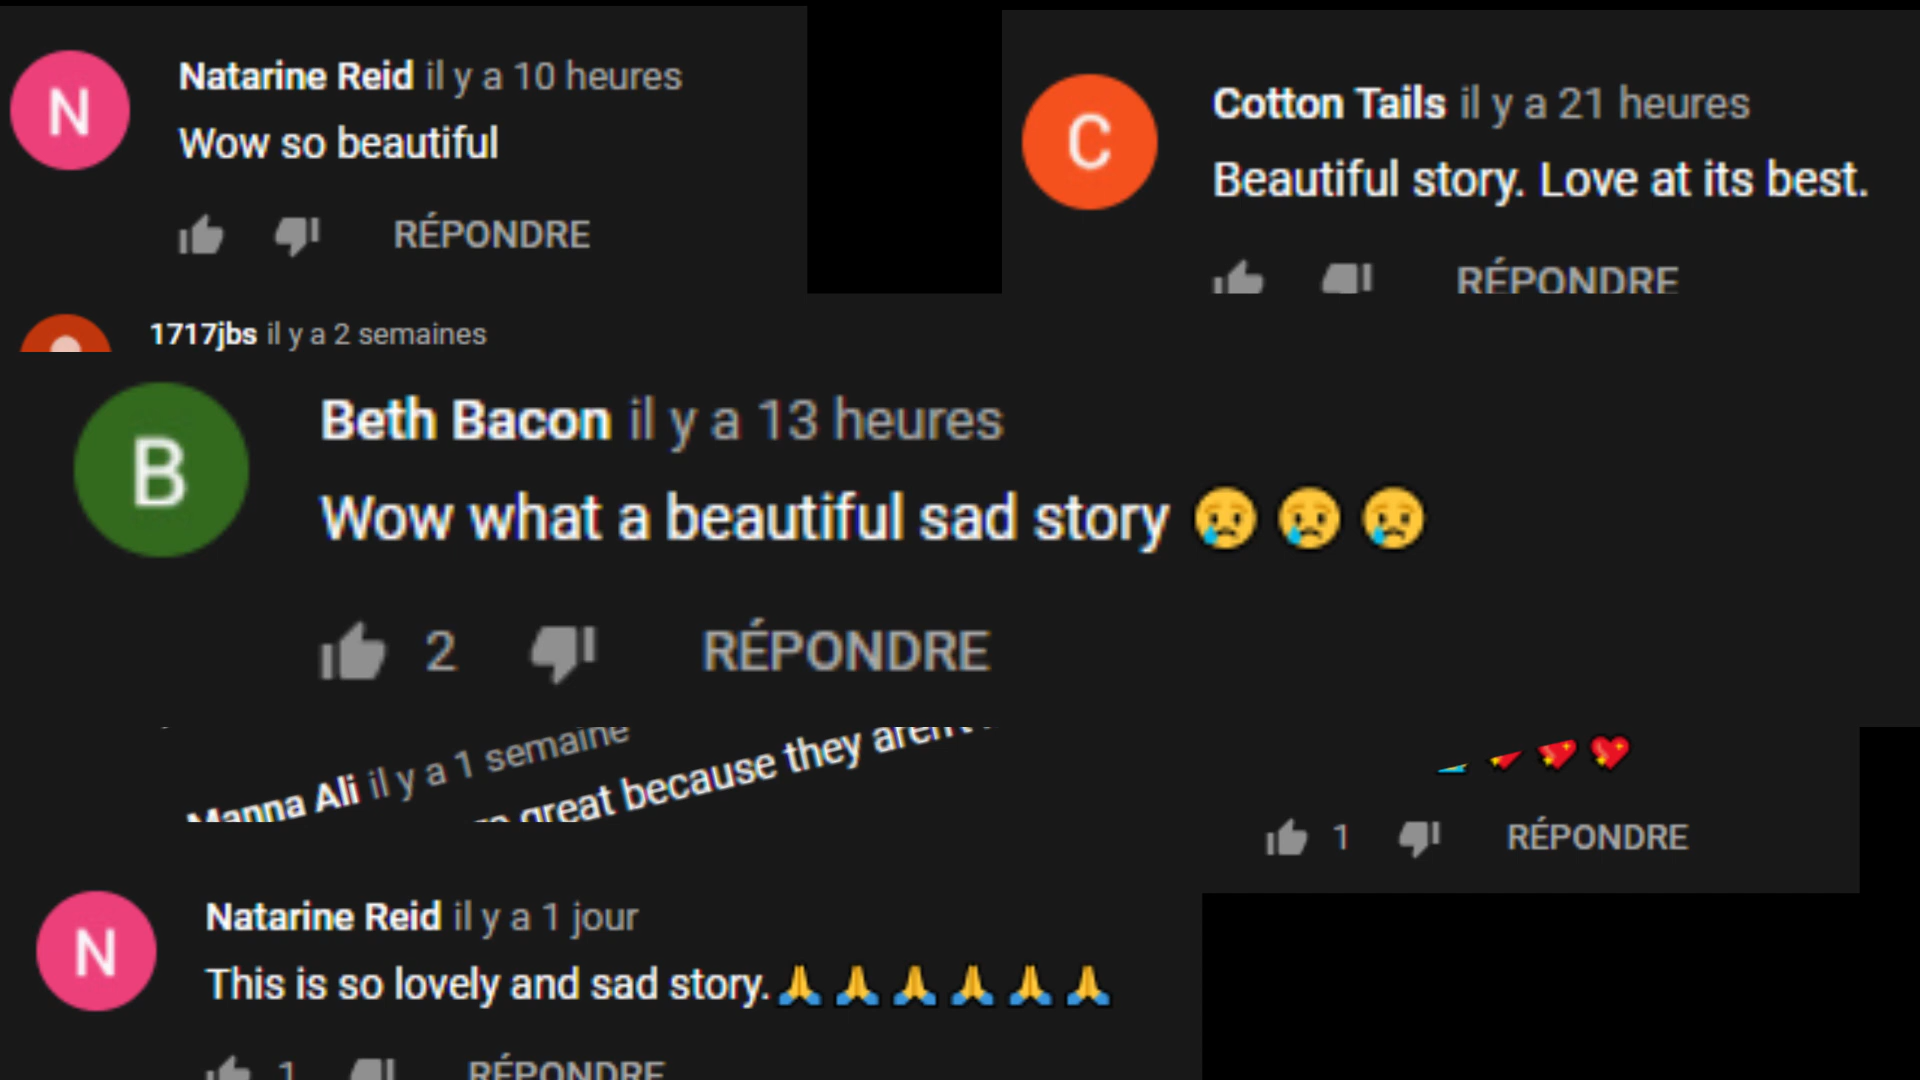 N
Natarine Reid il y a 10 heures
Wow so beautiful
RÉPONDRE
C
Cotton Tails il y a 21 heures
Beautiful story. Love at its best.
RÉPONDRE
1717jbs il y a 2 semaines
B
Beth Bacon il y a 13 heures
Wow what a beautiful sad story 😥 😥 😥
2 RÉPONDRE
Manna Ali il y a 1 semaine
great because they aren't
💖 💖
1 RÉPONDRE
N
Natarine Reid il y a 1 jour
This is so lovely and sad story. 🙏 🙏 🙏 🙏 🙏 🙏
1 RÉPONDRE